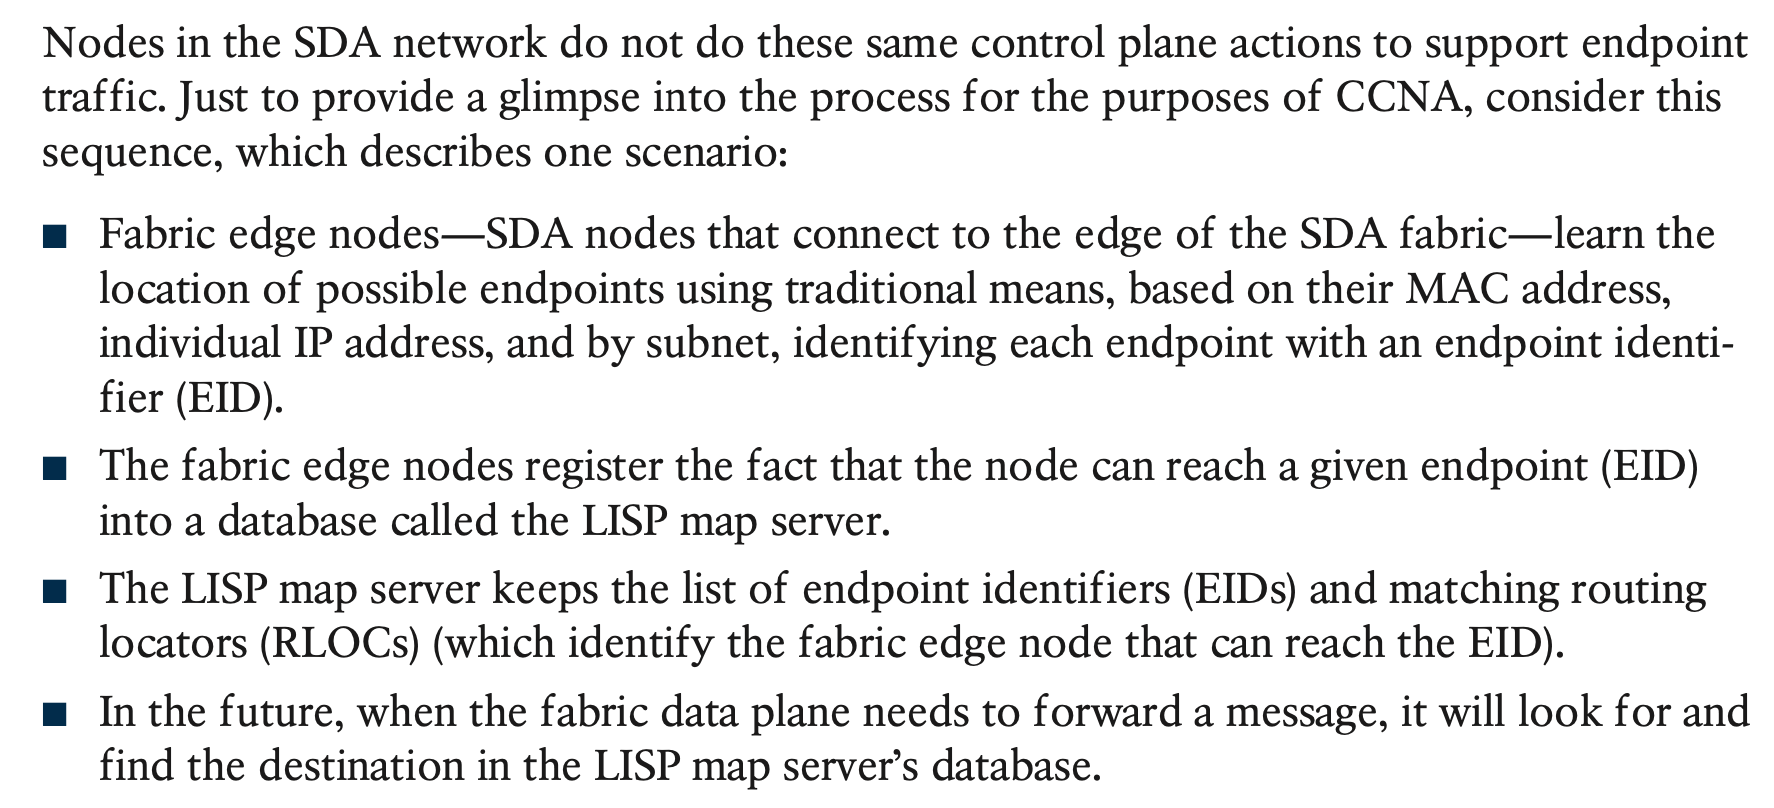 Nodes in the SDA network do not do these same control plane actions to support endpoint
traffic. Just to provide a glimpse into the process for the purposes of CCNA, consider this
sequence, which describes one scenario:
■ Fabric edge nodes—SDA nodes that connect to the edge of the SDA fabric—learn the
location of possible endpoints using traditional means, based on their MAC address,
individual IP address, and by subnet, identifying each endpoint with an endpoint identi-
fier (EID).
■ The fabric edge nodes register the fact that the node can reach a given endpoint (EID)
into a database called the LISP map server.
■ The LISP map server keeps the list of endpoint identifiers (EIDs) and matching routing
locators (RLOCs) (which identify the fabric edge node that can reach the EID).
■ In the future, when the fabric data plane needs to forward a message, it will look for and
find the destination in the LISP map server’s database.